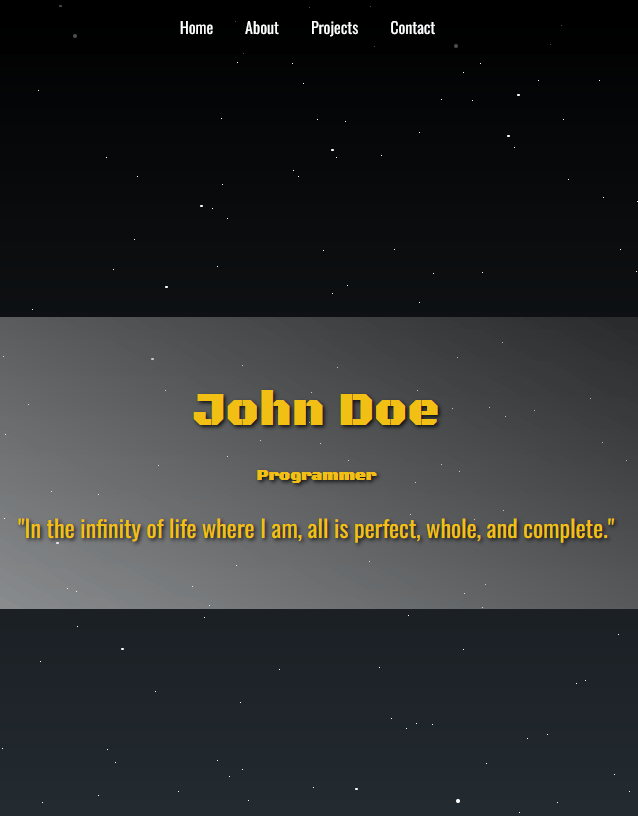 Home About Projects Contact
John Doe
Programmer
"In the infinity of life where I am, all is perfect, whole, and complete."